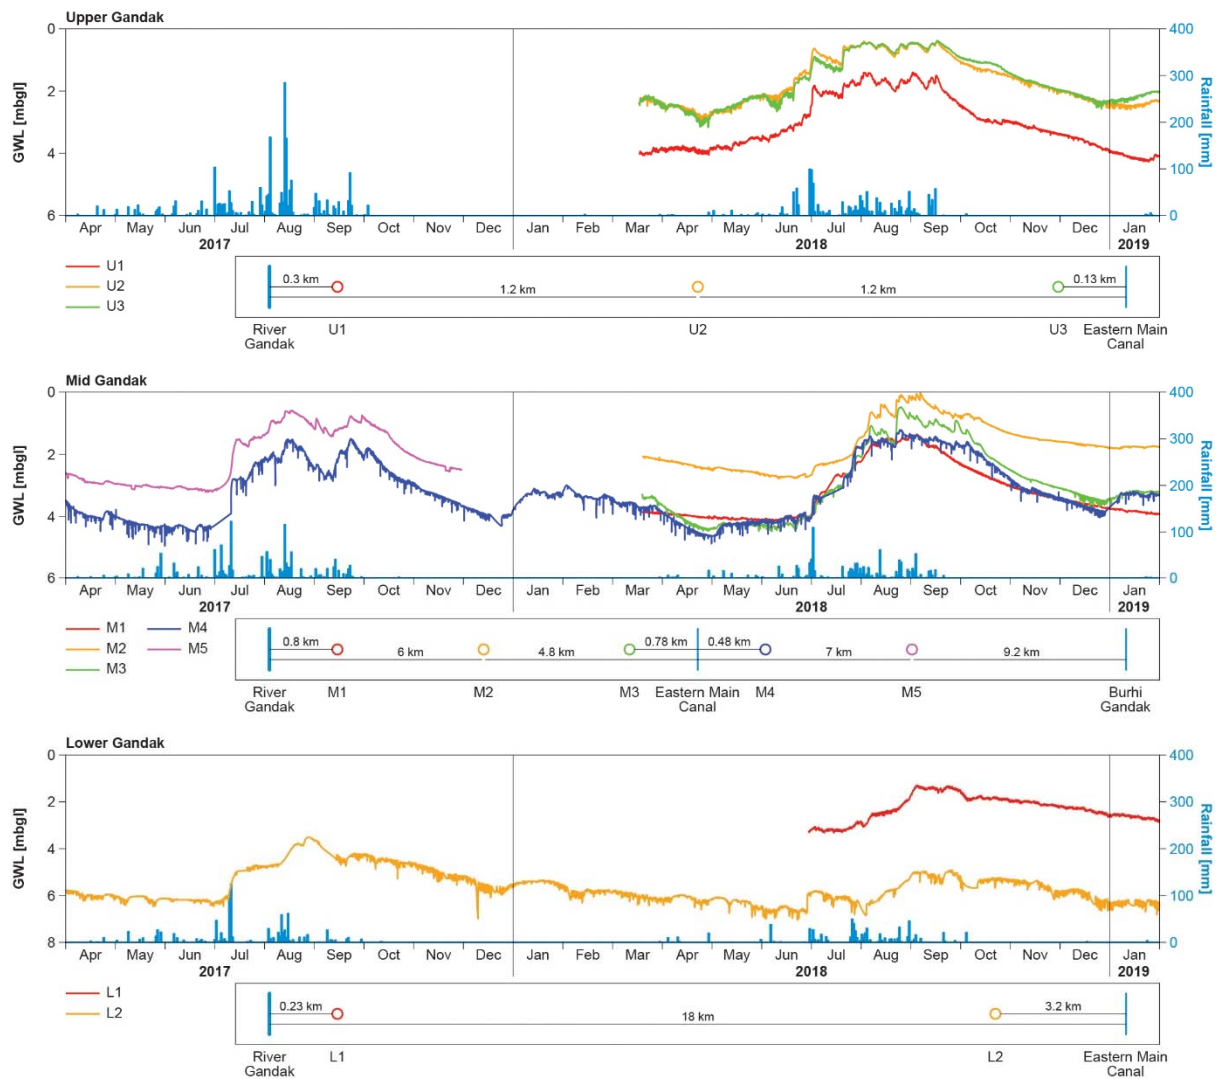 Upper Gandak
0 400
300
2
200
4
100
6 0
GWL [mbgl]
Rainfall [mm]
Apr May Jun Jul Aug Sep Oct Nov Dec Jan Feb Mar Apr May Jun Jul Aug Sep Oct Nov Dec Jan
2017 2018 2019
U1
U2
U3
0.3 km 1.2 km 1.2 km 0.13 km
River Gandak U1 U2 U3 Eastern Main Canal
Mid Gandak
0 400
300
2
200
4
100
6 0
GWL [mbgl]
Rainfall [mm]
Apr May Jun Jul Aug Sep Oct Nov Dec Jan Feb Mar Apr May Jun Jul Aug Sep Oct Nov Dec Jan
2017 2018 2019
M1 M4
M2 M5
M3
0.8 km 6 km 4.8 km 0.78 km 0.48 km 7 km 9.2 km
River Gandak M1 M2 M3 Eastern Main Canal M4 M5 Burhi Gandak
Lower Gandak
0 400
2 300
4 200
6 100
8 0
GWL [mbgl]
Rainfall [mm]
Apr May Jun Jul Aug Sep Oct Nov Dec Jan Feb Mar Apr May Jun Jul Aug Sep Oct Nov Dec Jan
2017 2018 2019
L1
L2
0.23 km 18 km 3.2 km
River Gandak L1 L2 Eastern Main Canal